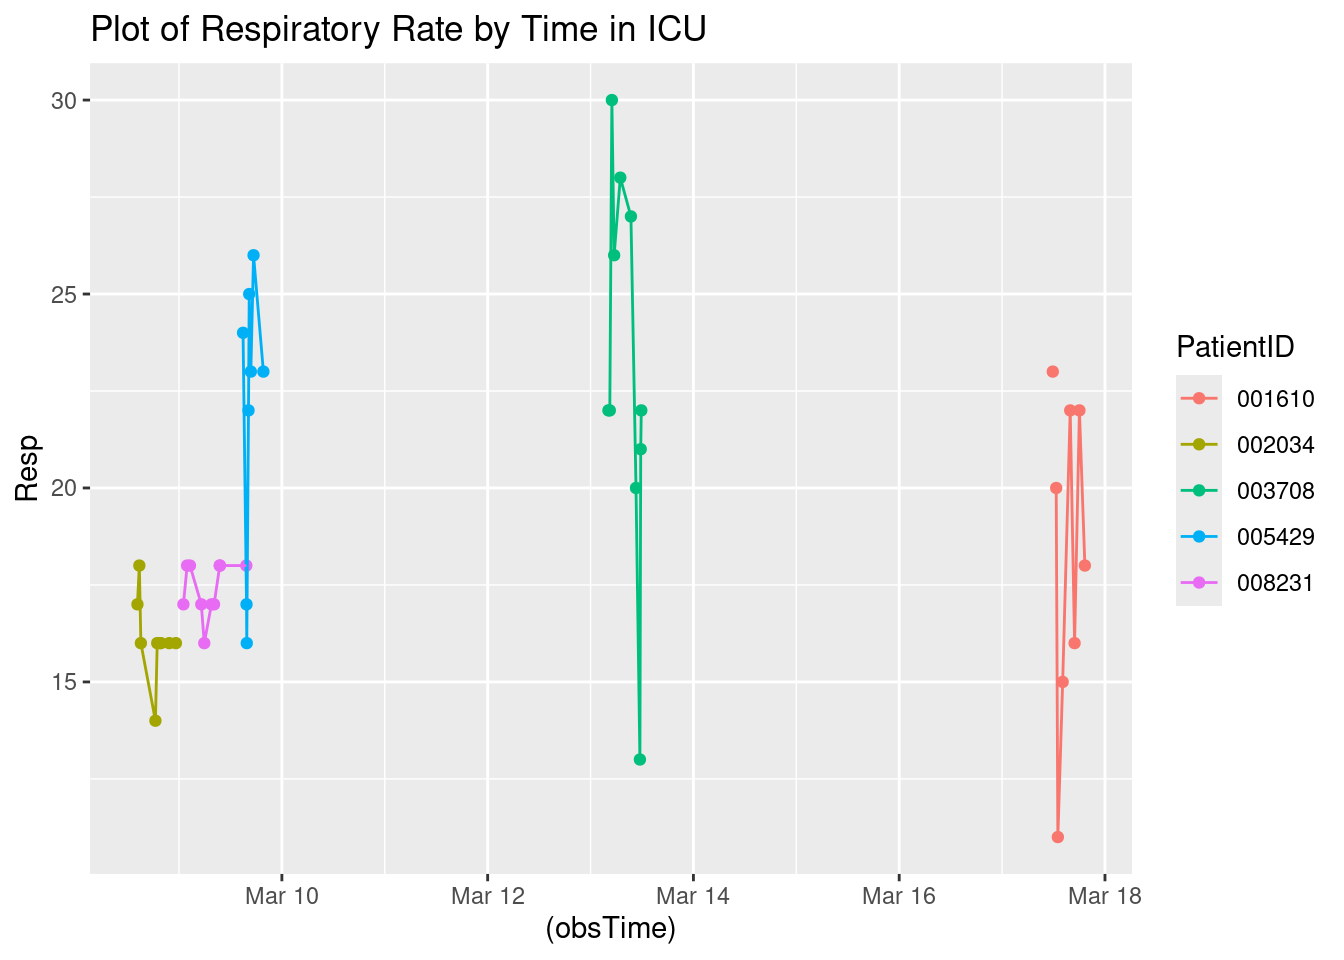 Plot of Respiratory Rate by Time in ICU
30
25
20
15
Resp
Mar 10
Mar 12
Mar 14
Mar 16
Mar 18
(obsTime)
PatientID
001610
002034
003708
005429
008231